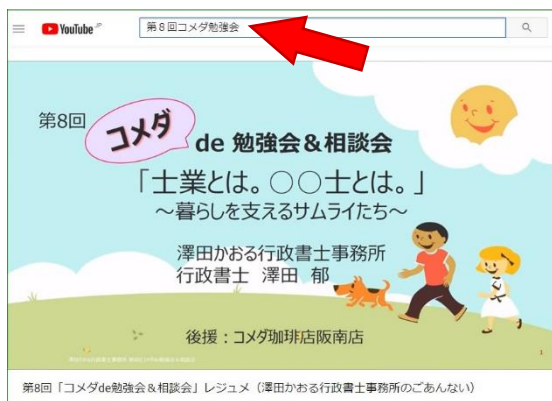 YouTube JP
第8回コメダ勉強会
第8回
コメダ
de 勉強会＆相談会
「士業とは。○○士とは。」
～暮らしを支えるサムライたち～
澤田かおる行政書士事務所
行政書士 澤田 郁
後援：コメダ珈琲店阪南店
1
第8回「コメダde勉強会＆相談会」レジュメ（澤田かおる行政書士事務所のごあんない）